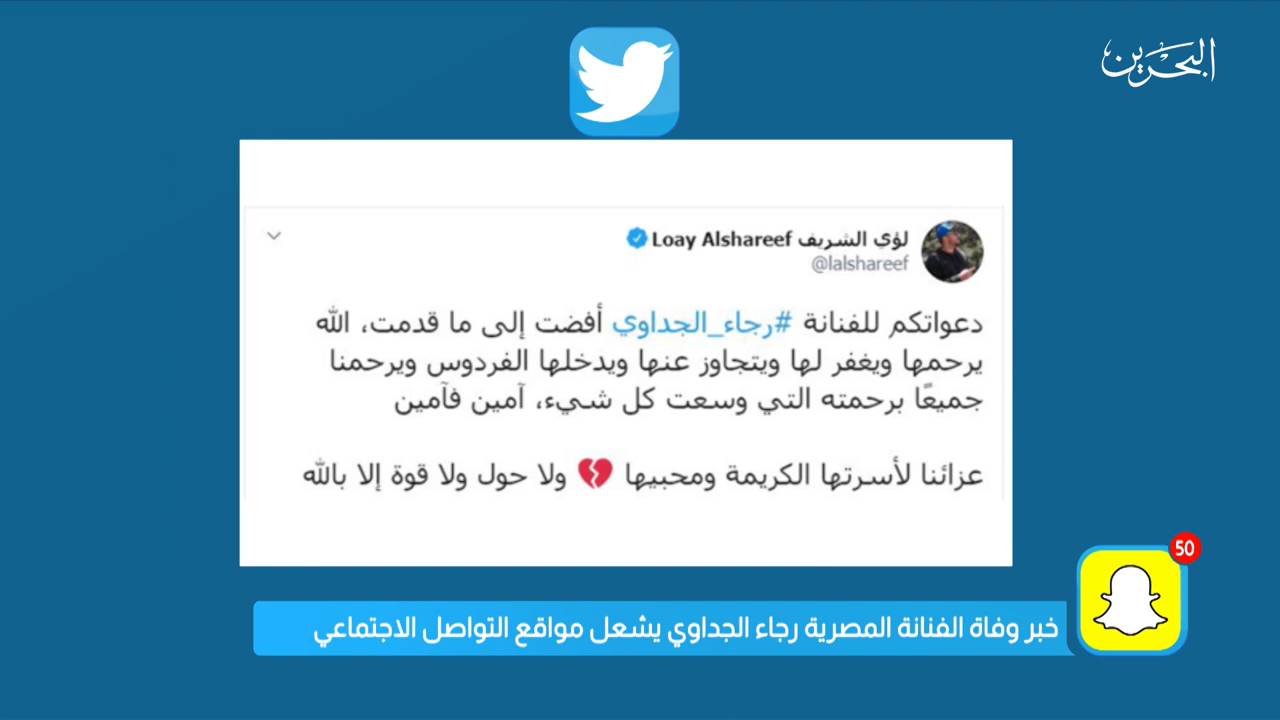 البحرين
لؤي الشريف Loay Alshareef
@lalshareef
دعواتكم للفنانة #رجاء_الجداوي أفضت إلى ما قدمت، الله
يرحمها ويغفر لها ويتجاوز عنها ويدخلها الفردوس ويرحمنا
جميعًا برحمته التي وسعت كل شيء، آمين فآمين
عزائنا لأسرتها الكريمة ومحبيها 💔 ولا حول ولا قوة إلا بالله
50
خبر وفاة الفنانة المصرية رجاء الجداوي يشعل مواقع التواصل الاجتماعي